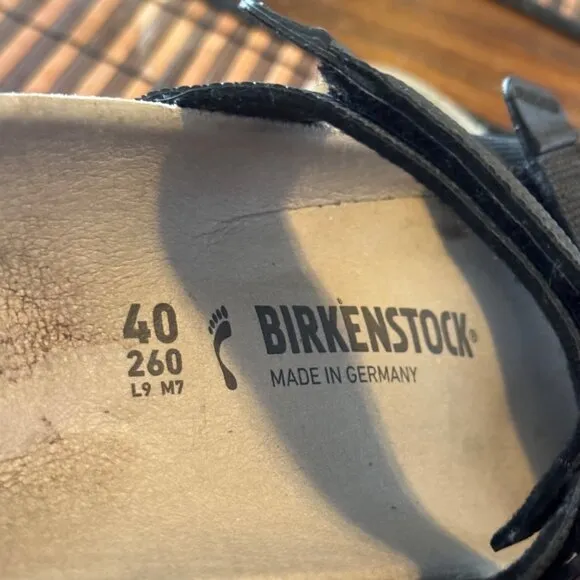 40
260
L9 M7
BIRKENSTOCK®
MADE IN GERMANY